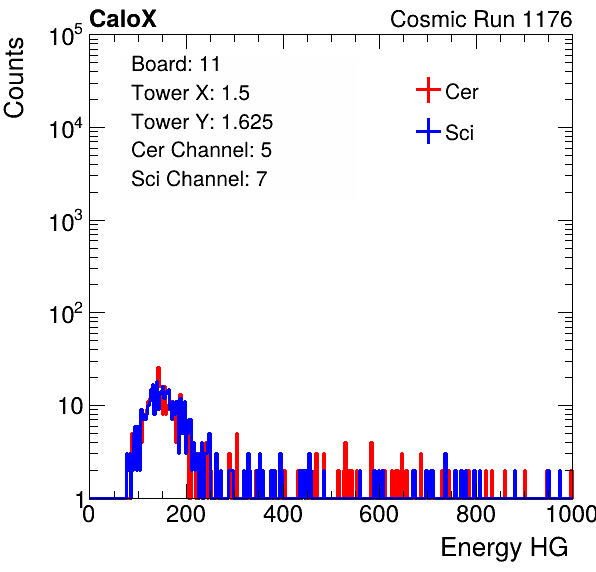 CaloX Cosmic Run 1176
Counts
Board: 11
Tower X: 1.5
Tower Y: 1.625
Cer Channel: 5
Sci Channel: 7
Cer
Sci
10^5
10^4
10^3
10^2
10
1
0 200 400 600 800 1000
Energy HG